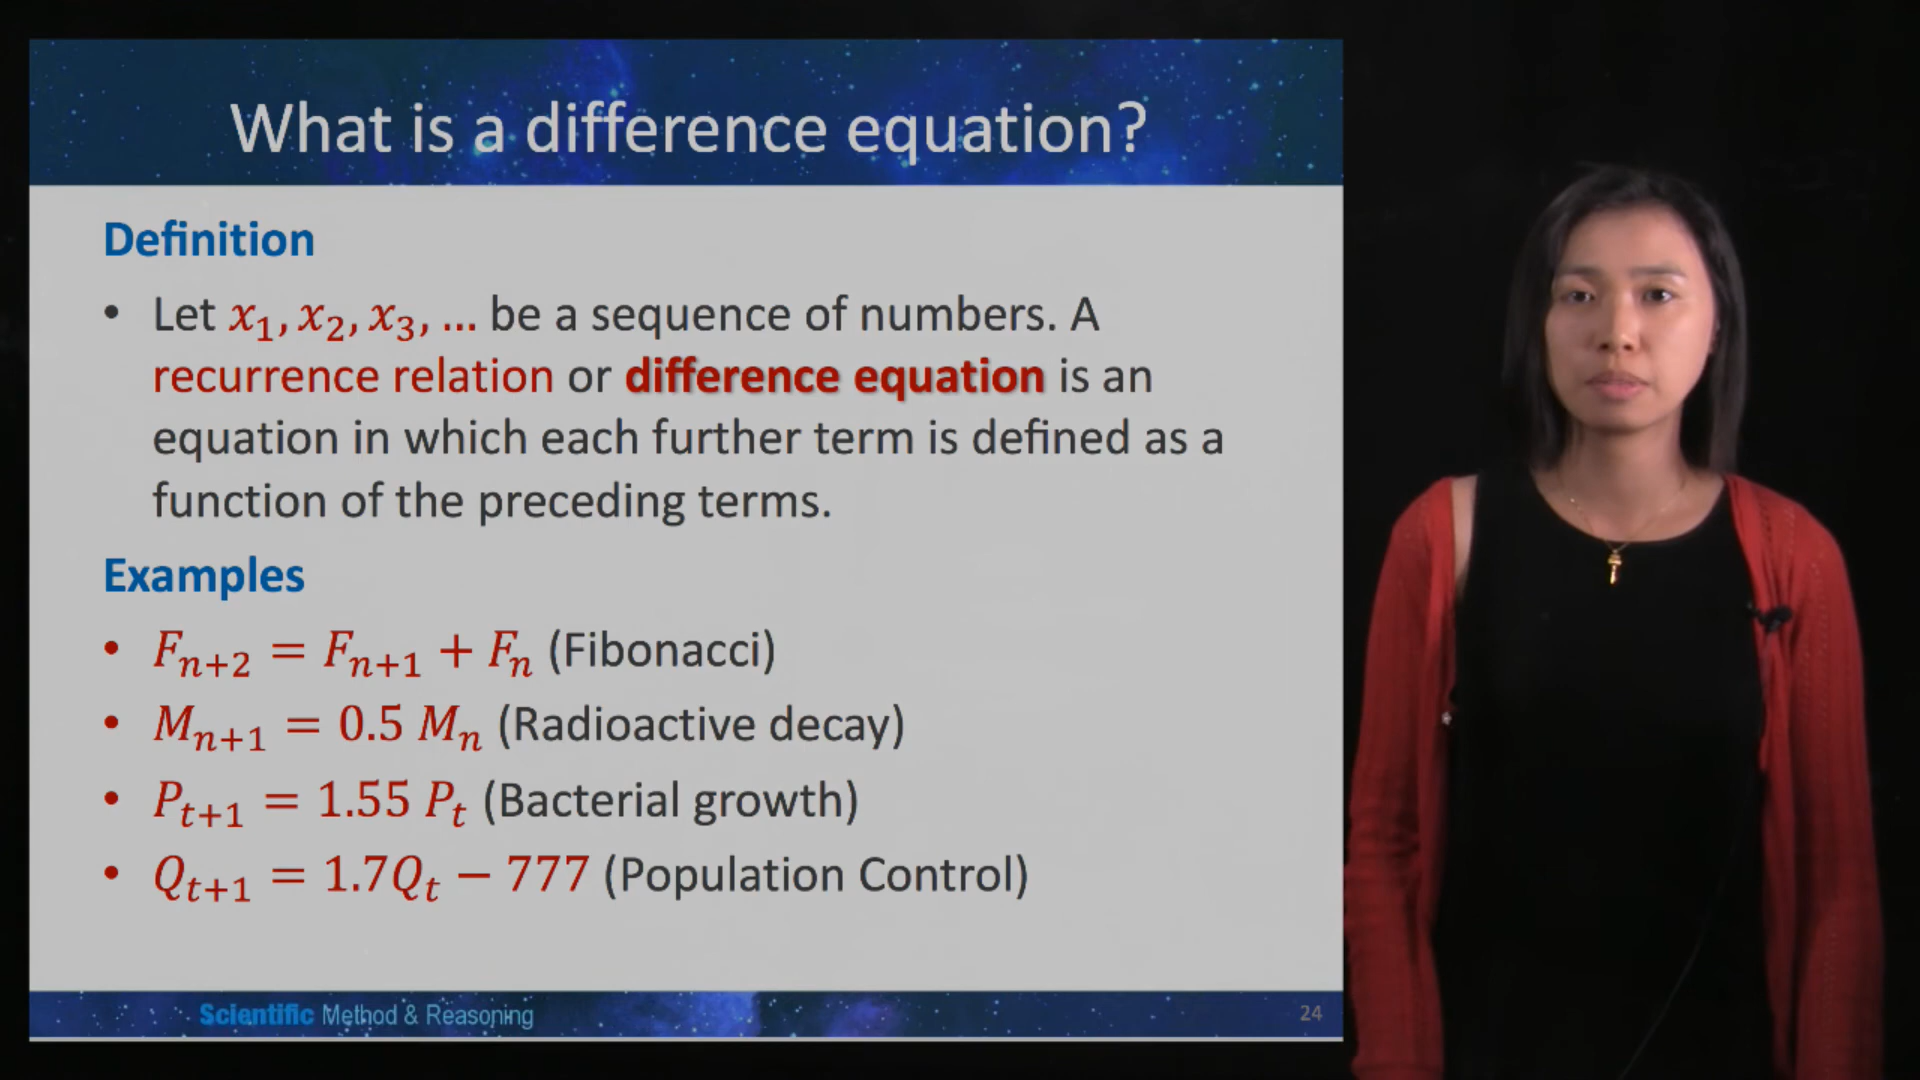 What is a difference equation?
Definition
• Let x₁, x₂, x₃, ... be a sequence of numbers. A
recurrence relation or difference equation is an
equation in which each further term is defined as a
function of the preceding terms.
Examples
• Fₙ₊₂ = Fₙ₊₁ + Fₙ (Fibonacci)
• Mₙ₊₁ = 0.5 Mₙ (Radioactive decay)
• Pₜ₊₁ = 1.55 Pₜ (Bacterial growth)
• Qₜ₊₁ = 1.7Qₜ − 777 (Population Control)
Scientific Method & Reasoning
24